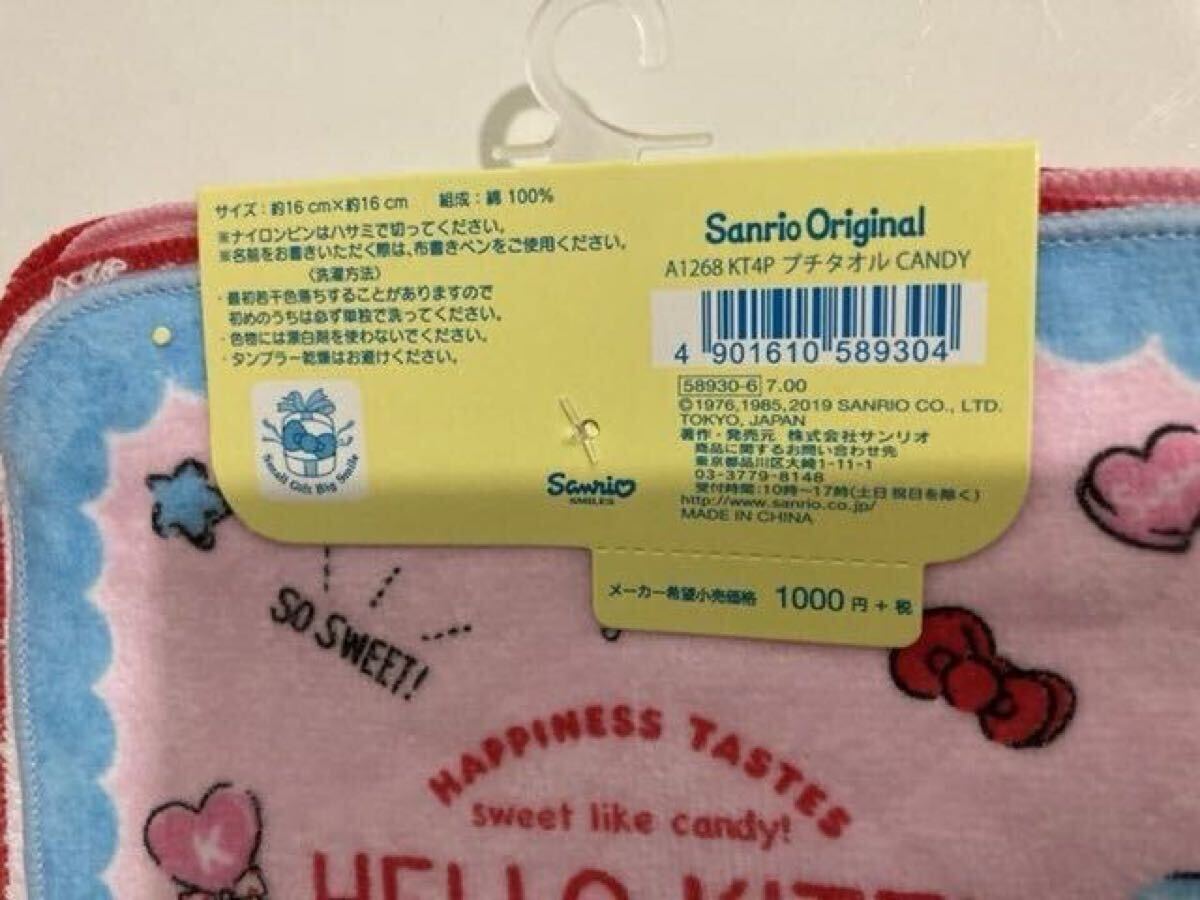 サイズ：約16cm×約16cm　組成：綿 100%
※ナイロンピンはハサミで切ってください。
※名前をお書きいただく際は、布書きペンをご使用ください。
〈洗濯方法〉
・最初若干色落ちすることがありますので
初めのうちは必ず単独で洗ってください。
・色物には漂白剤を使わないでください。
・タンブラー乾燥はお避けください。
Small Gift Big Smile
Sanrio
SMILES
Sanrio Original
A1268 KT4P プチタオル CANDY
4 901610 589304
58930-6 7.00
©1976,1985,2019 SANRIO CO., LTD.
TOKYO, JAPAN
著作・発売元 株式会社サンリオ
商品に関するお問い合わせ先
東京都品川区大崎1-11-1
03-3779-8148
受付時間:10時〜17時(土日祝日を除く)
http://www.sanrio.co.jp/
MADE IN CHINA
メーカー希望小売価格 1000円+税
SO SWEET!
HAPPINESS TASTES
sweet like candy!
HELLO KITTY
K